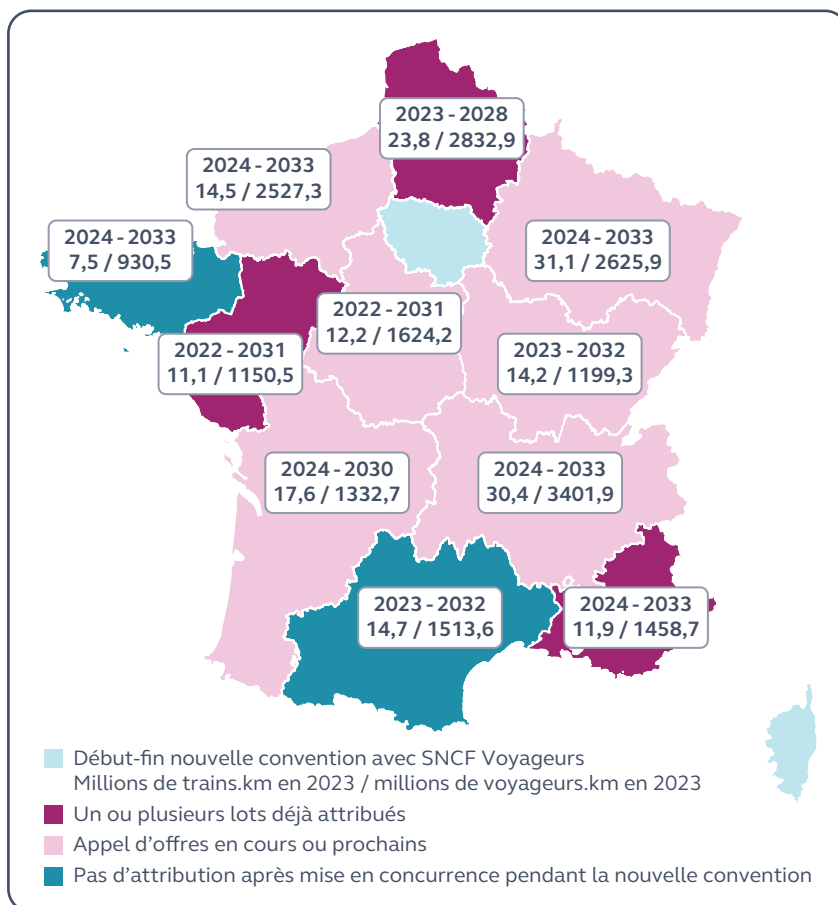 2023 - 2028
23,8 / 2832,9
2024 - 2033
14,5 / 2527,3
2024 - 2033
7,5 / 930,5
2024 - 2033
31,1 / 2625,9
2022 - 2031
12,2 / 1624,2
2022 - 2031
11,1 / 1150,5
2023 - 2032
14,2 / 1199,3
2024 - 2030
17,6 / 1332,7
2024 - 2033
30,4 / 3401,9
2023 - 2032
14,7 / 1513,6
2024 - 2033
11,9 / 1458,7
Début-fin nouvelle convention avec SNCF Voyageurs
Millions de trains.km en 2023 / millions de voyageurs.km en 2023
Un ou plusieurs lots déjà attribués
Appel d'offres en cours ou prochains
Pas d'attribution après mise en concurrence pendant la nouvelle convention